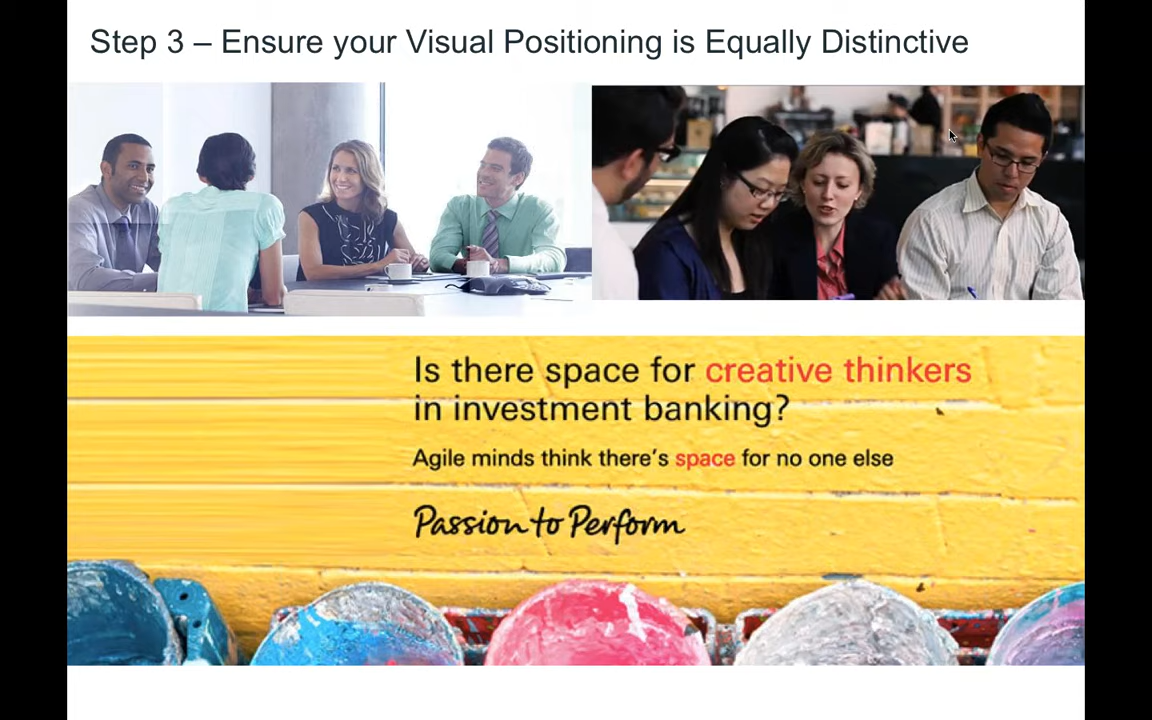 Step 3 – Ensure your Visual Positioning is Equally Distinctive
Is there space for creative thinkers
in investment banking?
Agile minds think there's space for no one else
Passion to Perform